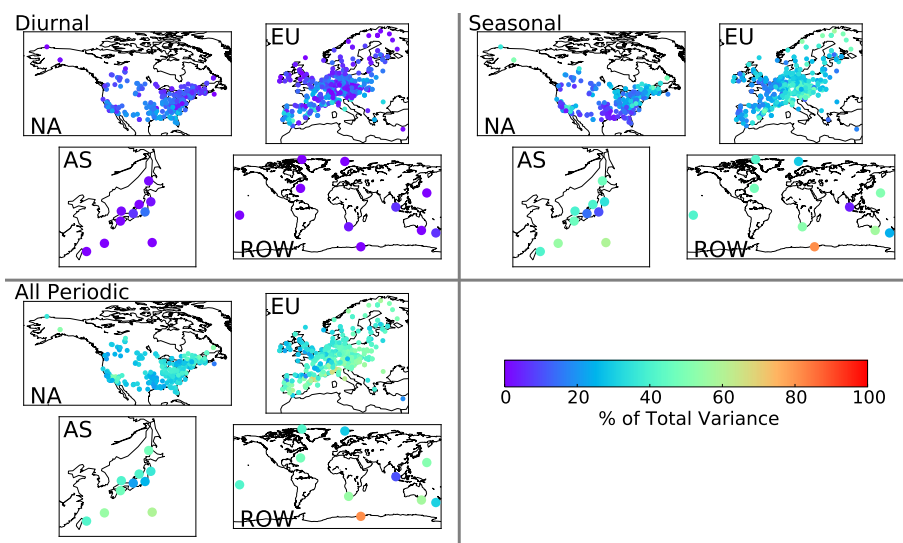 Diurnal
NA
EU
AS
ROW
Seasonal
NA
EU
AS
ROW
All Periodic
NA
EU
AS
ROW
0 20 40 60 80 100
% of Total Variance